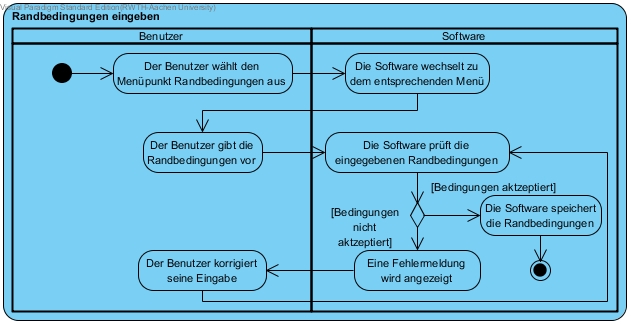 Visual Paradigm Standard Edition(RWTH-Aachen University)
Randbedingungen eingeben
Benutzer
Software
Der Benutzer wählt den
Menüpunkt Randbedingungen aus
Die Software wechselt zu
dem entsprechenden Menü
Der Benutzer gibt die
Randbedingungen vor
Die Software prüft die
eingegebenen Randbedingungen
[Bedingungen aktzeptiert]
[Bedingungen
nicht
aktzeptiert]
Die Software speichert
die Randbedingungen
Der Benutzer korrigiert
seine Eingabe
Eine Fehlermeldung
wird angezeigt